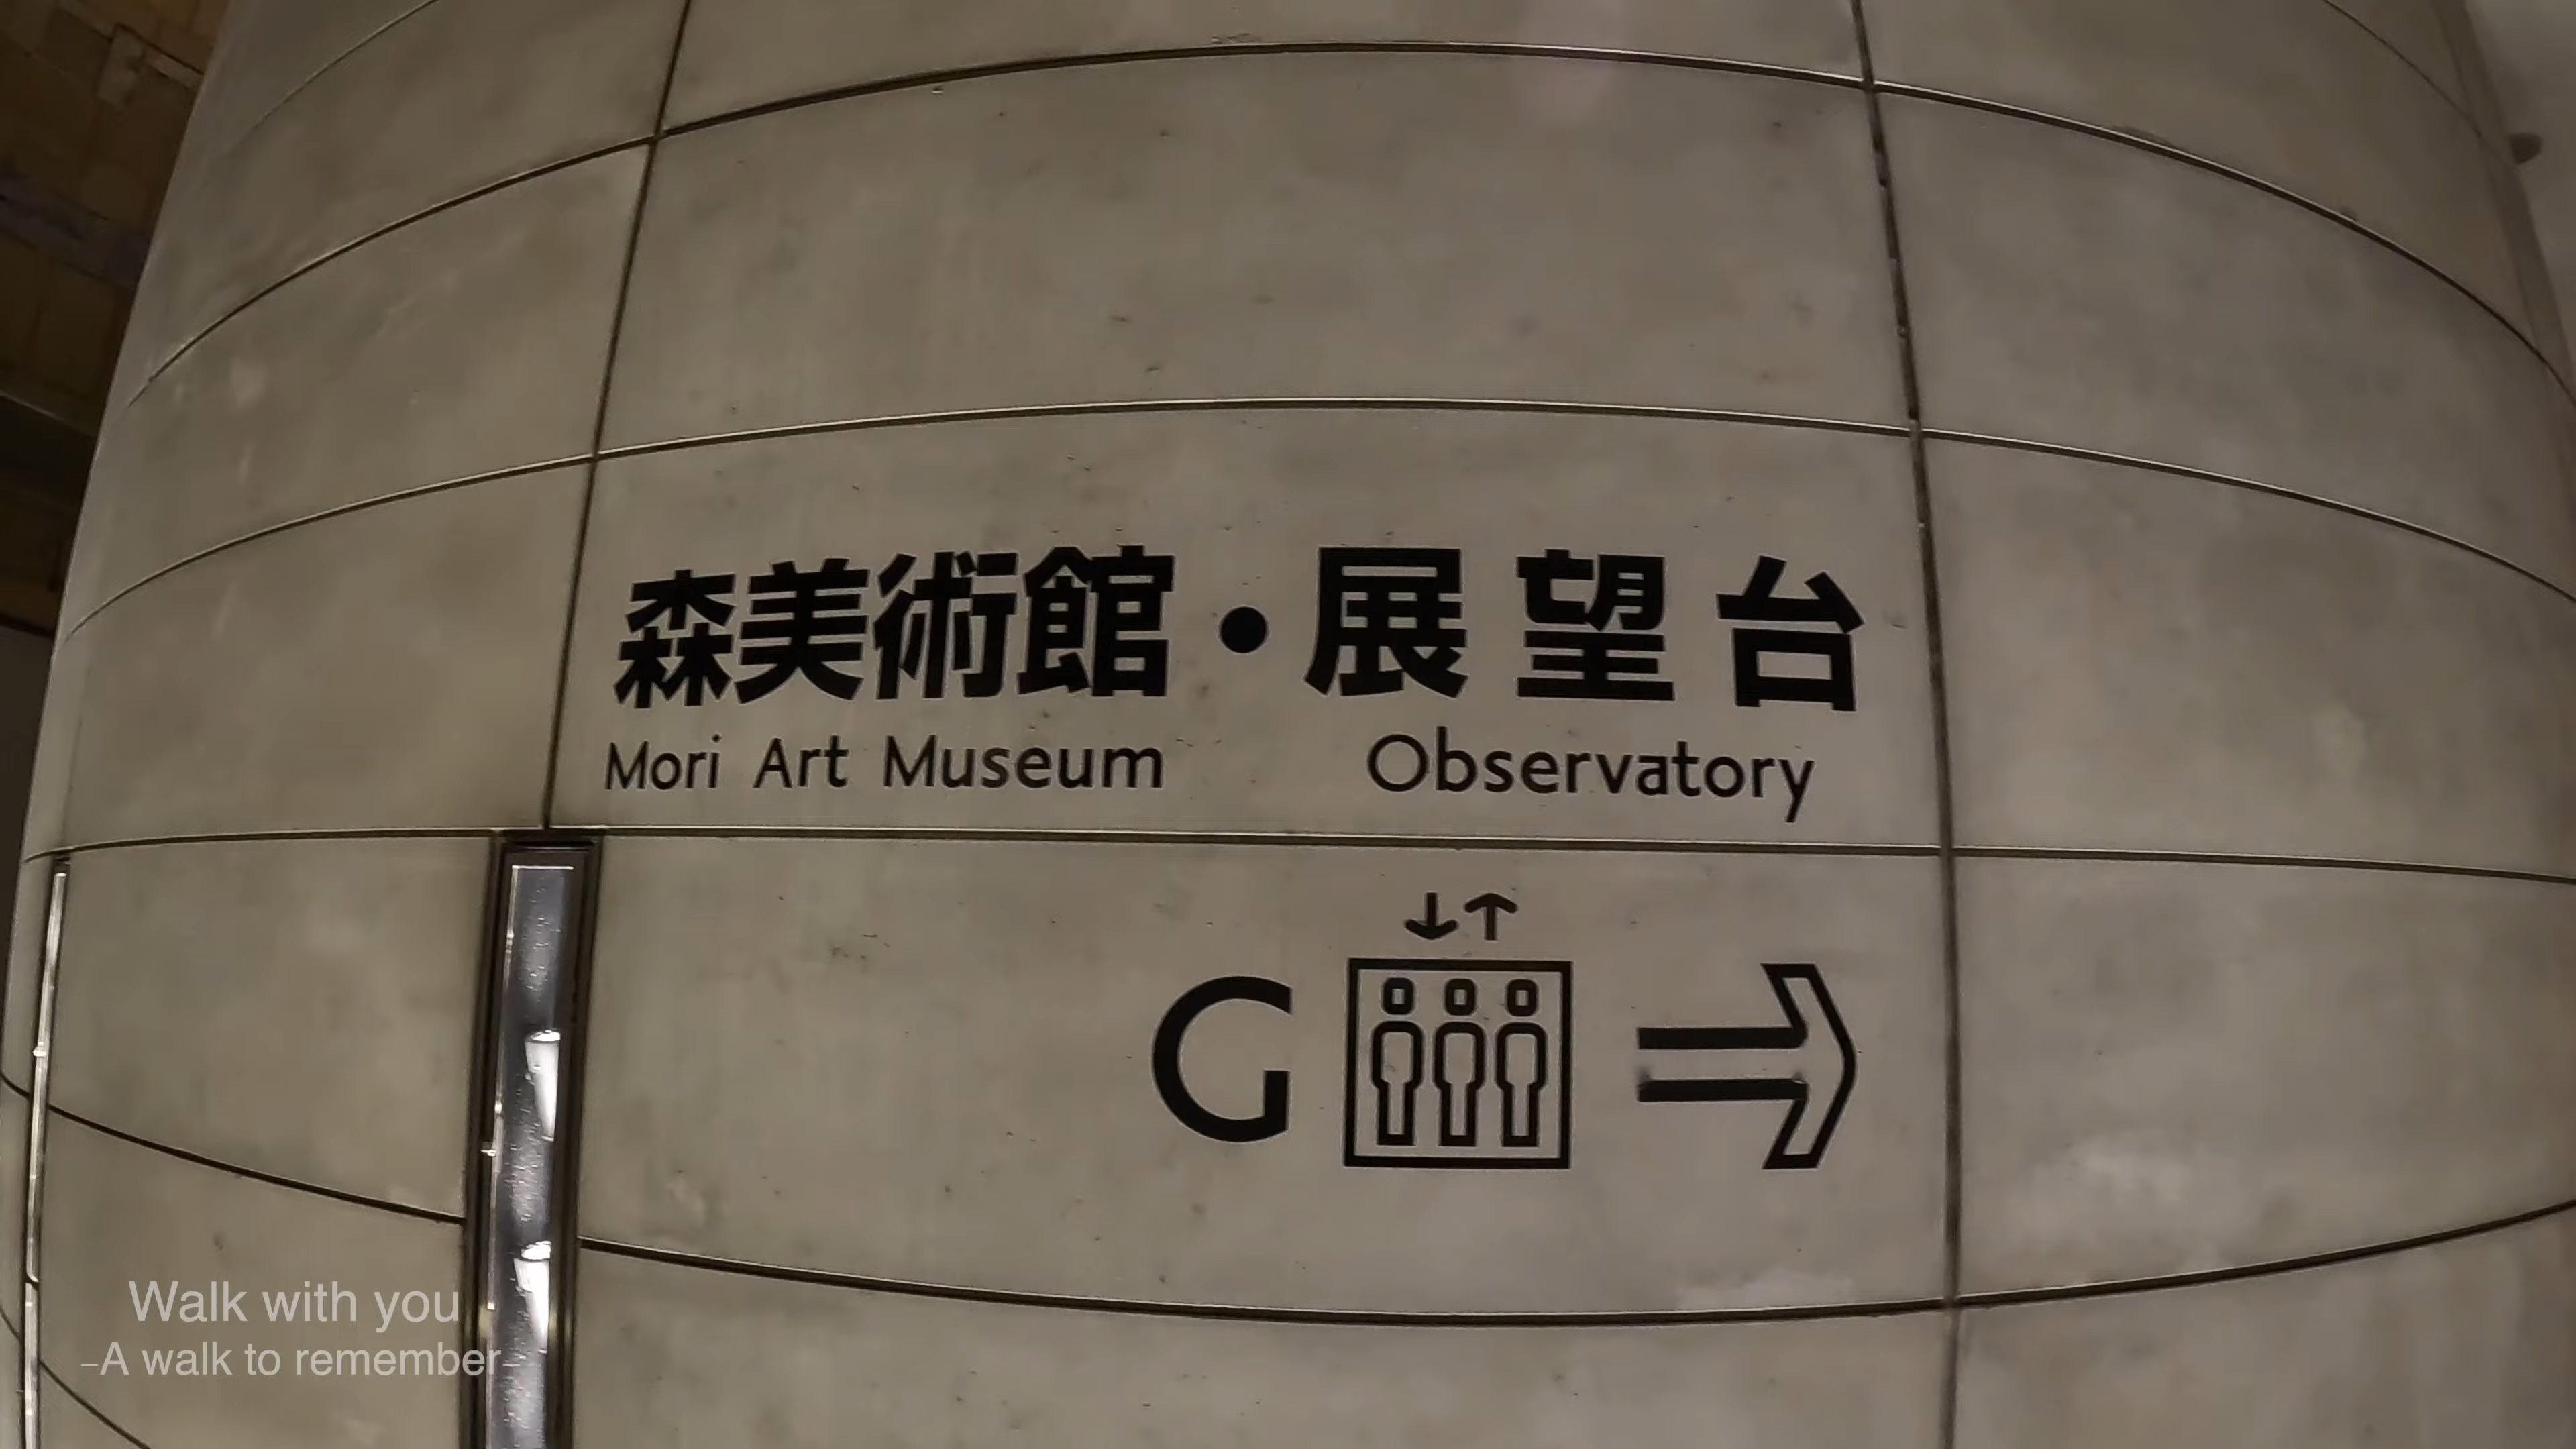 森美術館・展望台
Mori Art Museum Observatory
G
Walk with you
–A walk to remember–